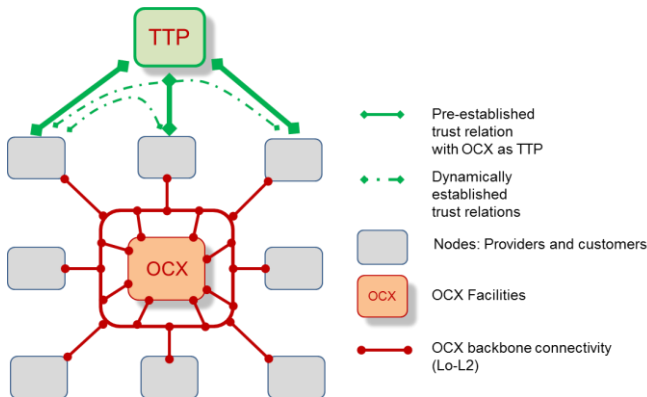 TTP
Pre-established
trust relation
with OCX as TTP
Dynamically
established
trust relations
Nodes: Providers and customers
OCX
OCX
OCX Facilities
OCX backbone connectivity
(Lo-L2)